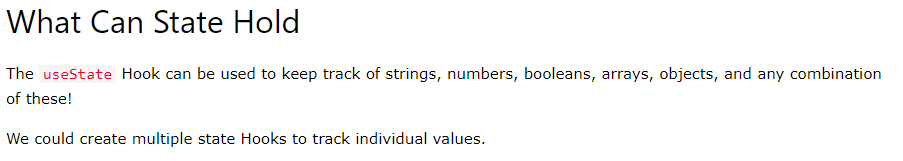 What Can State Hold
The useState Hook can be used to keep track of strings, numbers, booleans, arrays, objects, and any combination
of these!
We could create multiple state Hooks to track individual values.